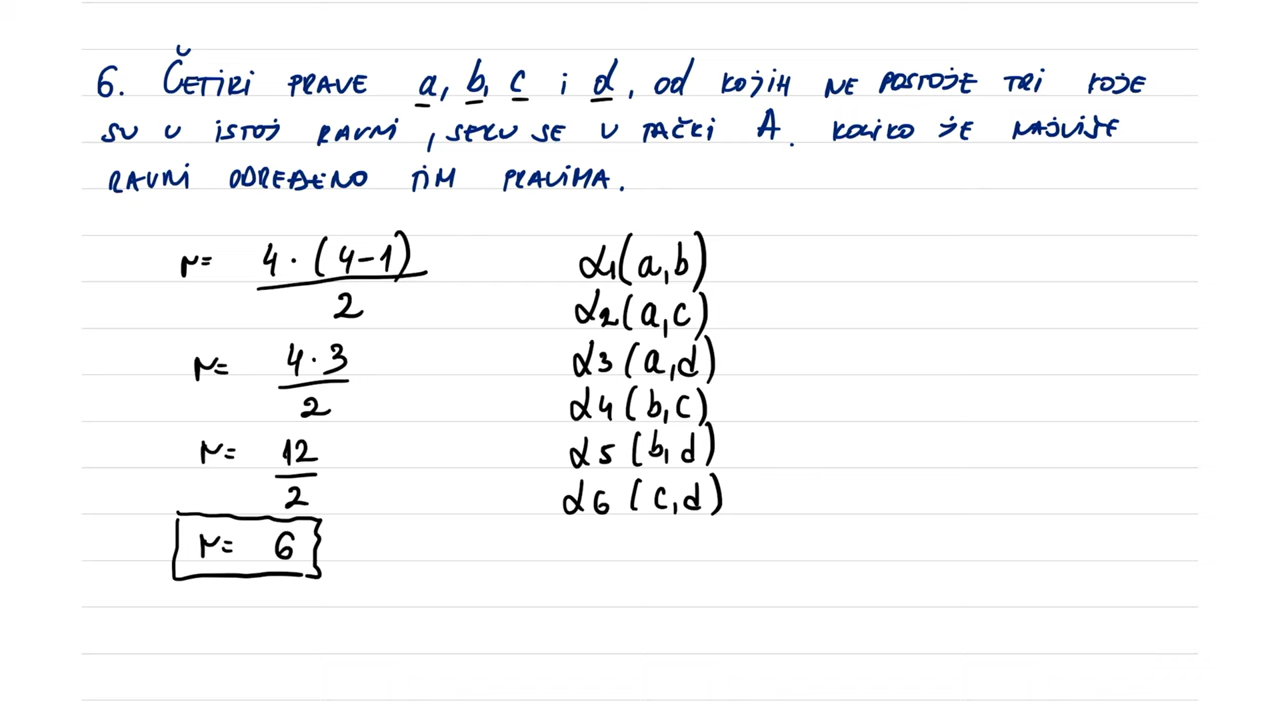 6. Četiri prave a, b, c i d, od kojih ne postoje tri koje
su u istoj ravni, seku se u tački A. Koliko je najviše
ravni određeno tim pravima.
r= 4·(4-1)/2
r= 4·3/2
r= 12/2
r= 6
α1(a,b)
α2(a,c)
α3(a,d)
α4(b,c)
α5(b,d)
α6(c,d)